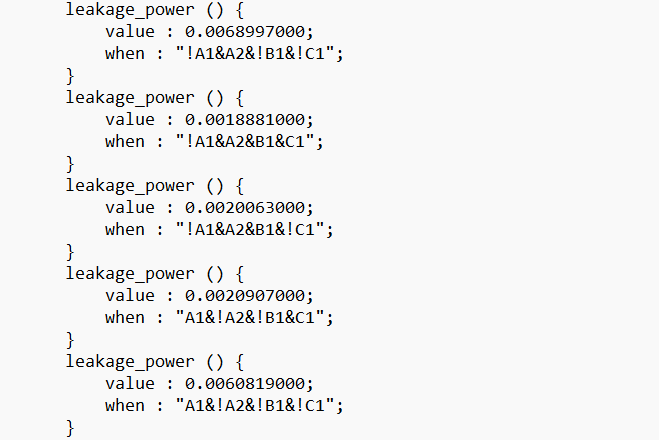 leakage_power () {
value : 0.0068997000;
when : "!A1&A2&!B1&!C1";
}
leakage_power () {
value : 0.0018881000;
when : "!A1&A2&B1&C1";
}
leakage_power () {
value : 0.0020063000;
when : "!A1&A2&B1&!C1";
}
leakage_power () {
value : 0.0020907000;
when : "A1&!A2&!B1&C1";
}
leakage_power () {
value : 0.0060819000;
when : "A1&!A2&!B1&!C1";
}